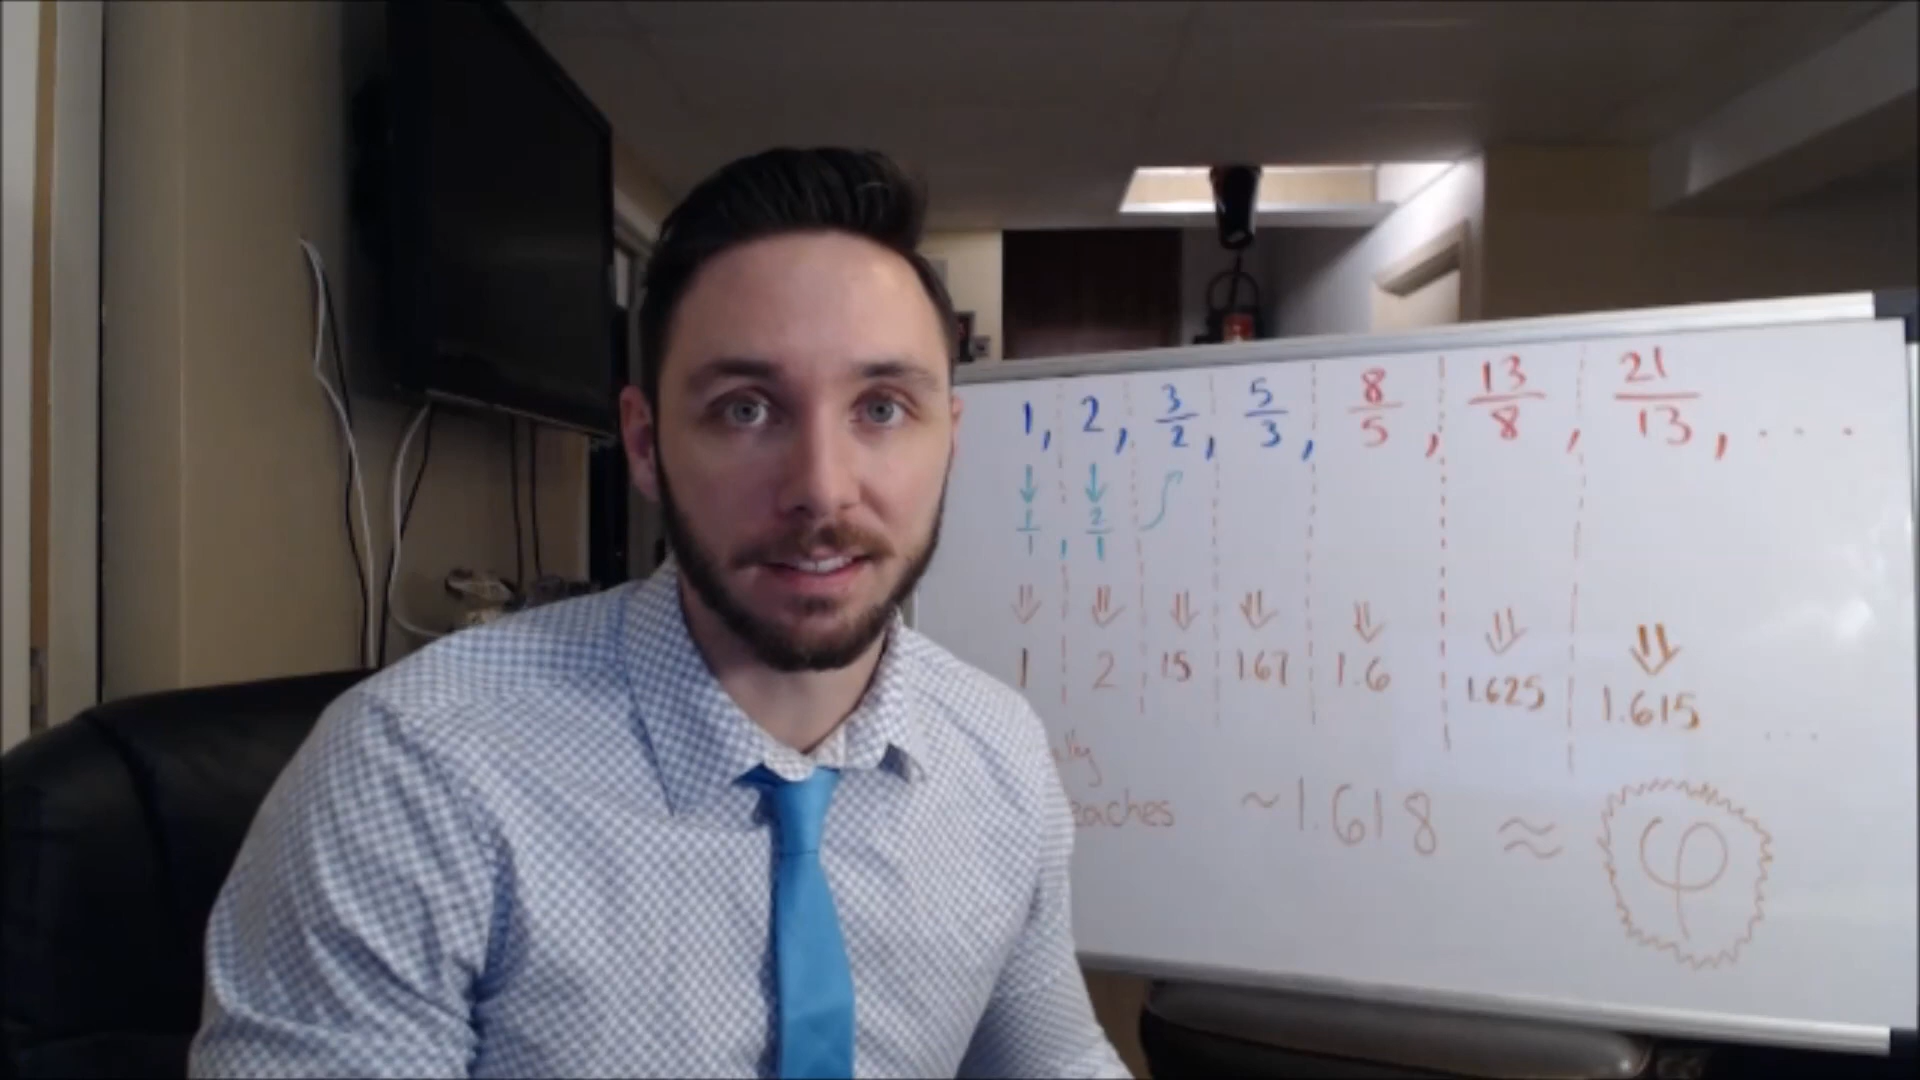 1, 2, 3/2, 5/3, 8/5, 13/8, 21/13, ...
1/1, 2/1
1 2 1.5 1.67 1.6 1.625 1.615 ...
lly
eaches ~1.618 ≈ φ